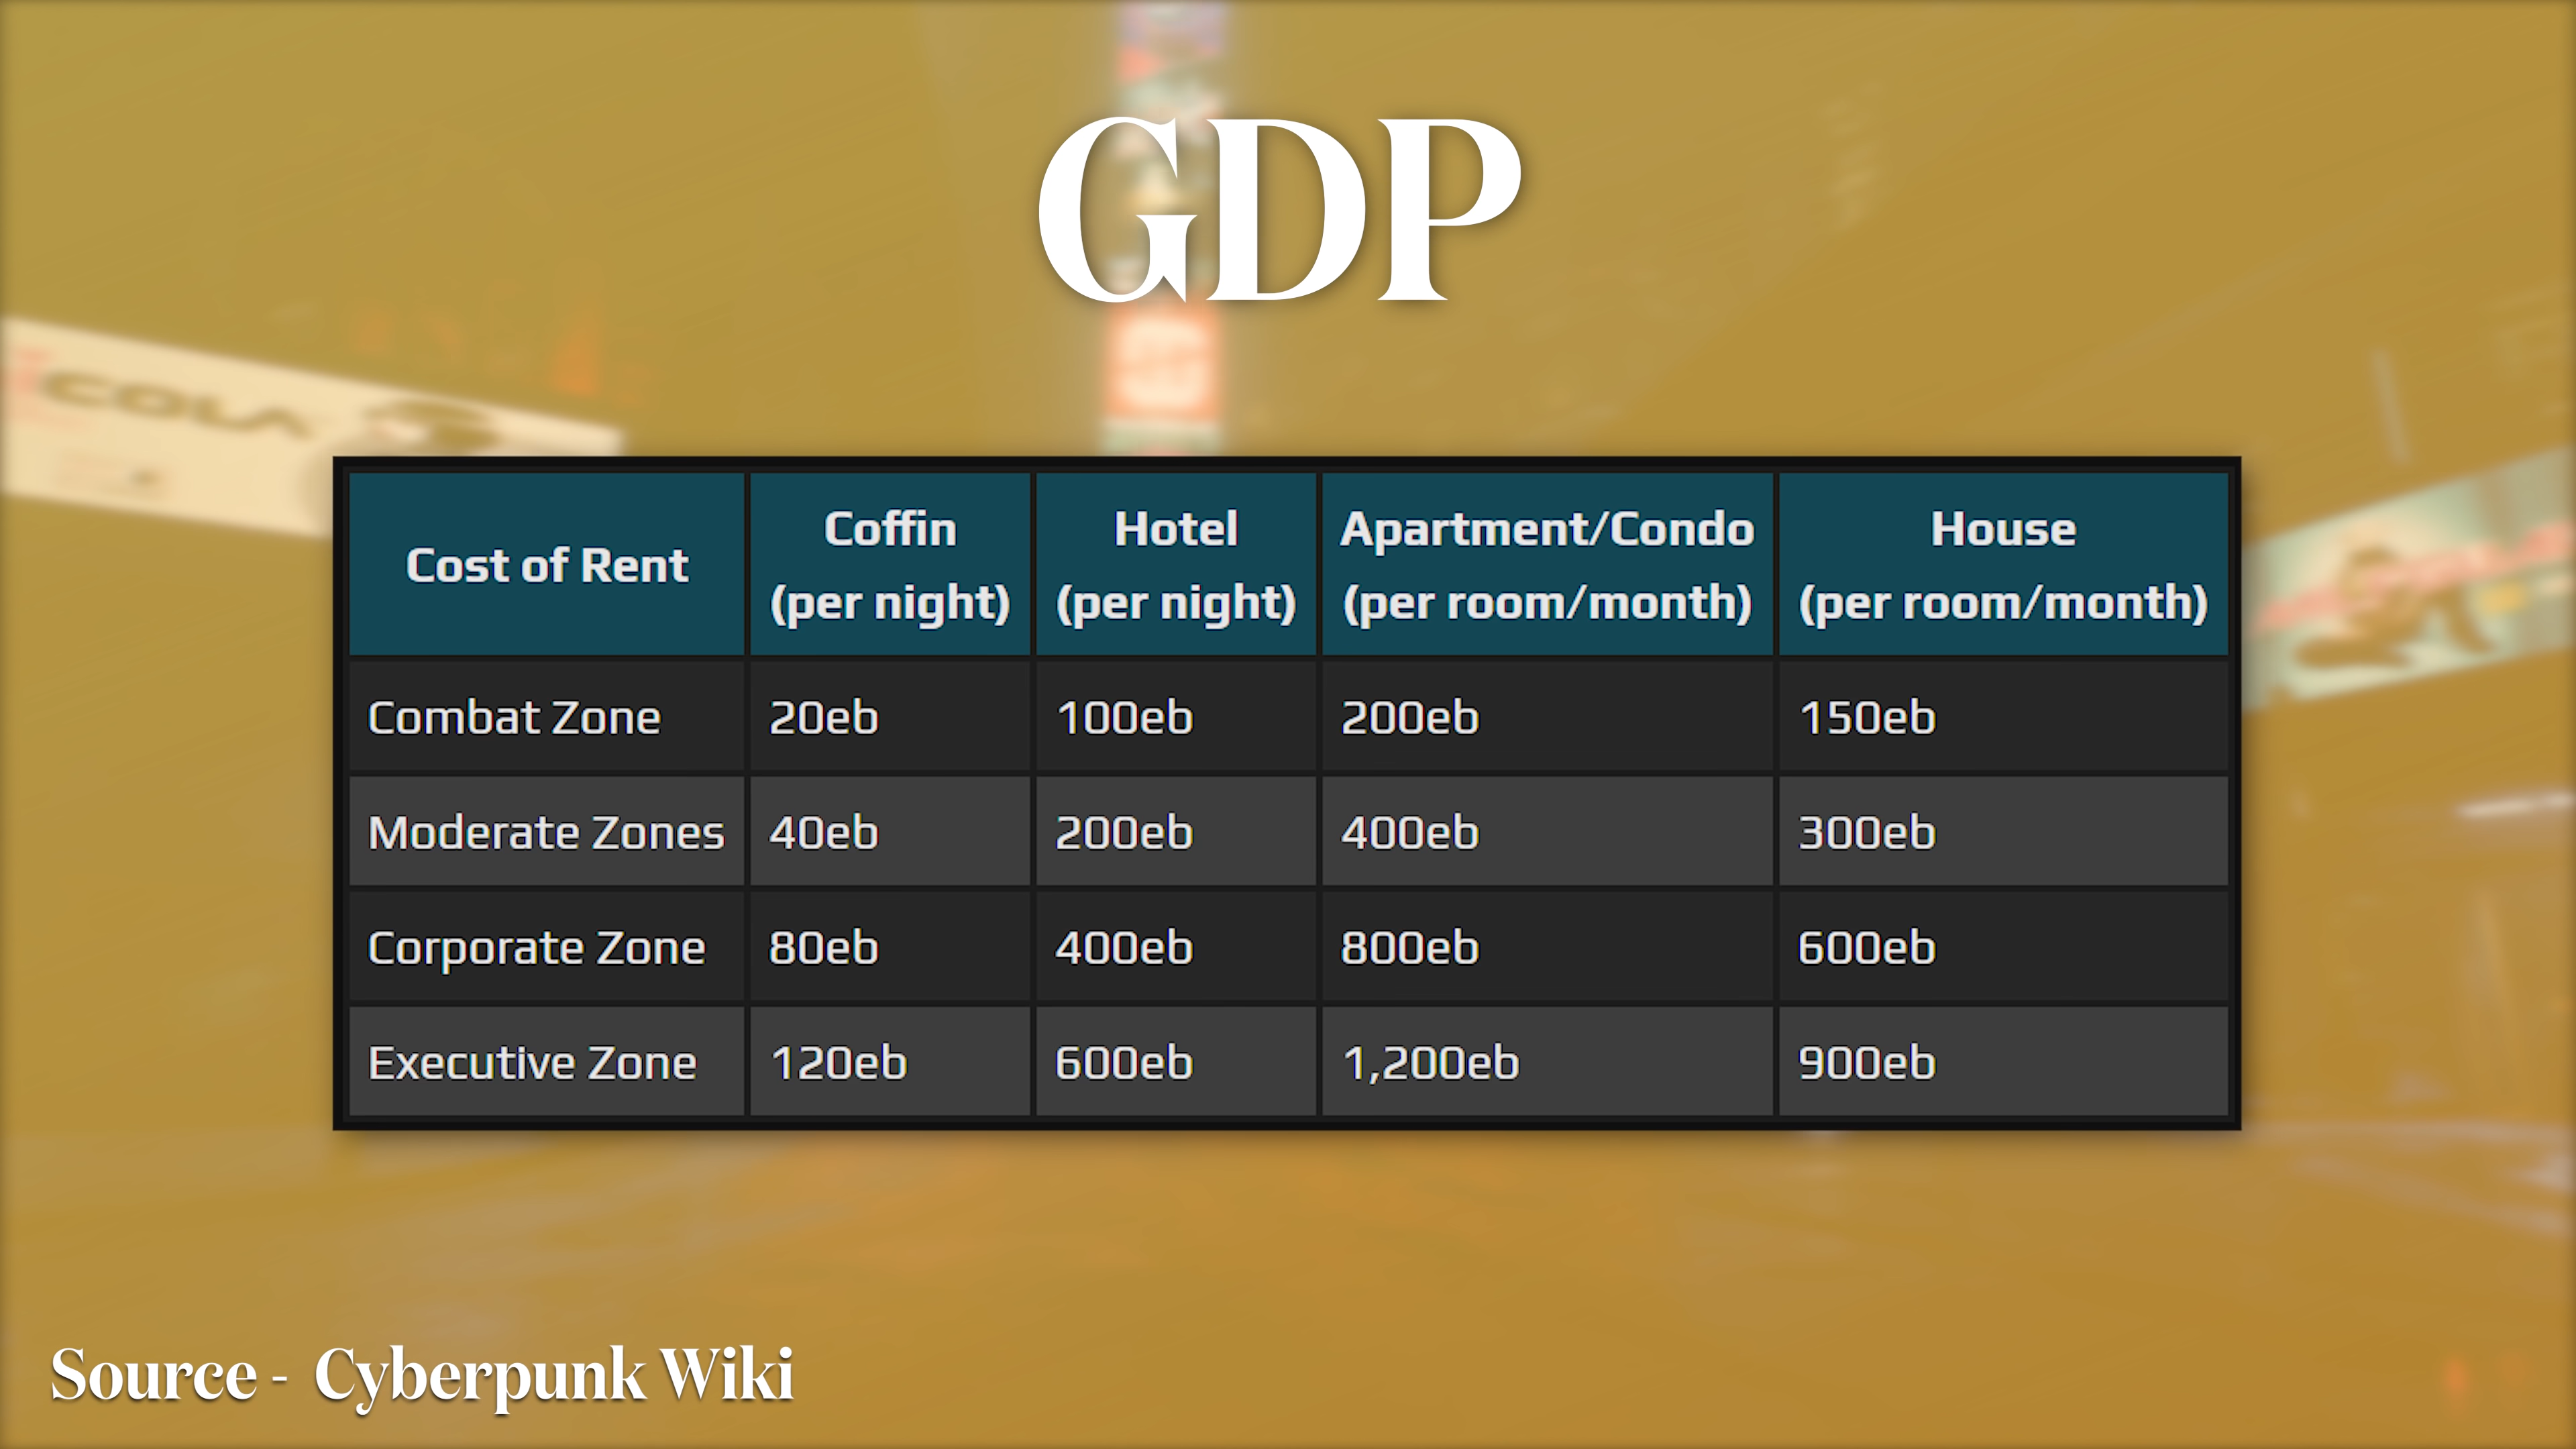 GDP
Cost of Rent
Coffin
(per night)
Hotel
(per night)
Apartment/Condo
(per room/month)
House
(per room/month)
Combat Zone 20eb 100eb 200eb 150eb
Moderate Zones 40eb 200eb 400eb 300eb
Corporate Zone 80eb 400eb 800eb 600eb
Executive Zone 120eb 600eb 1,200eb 900eb
Source - Cyberpunk Wiki